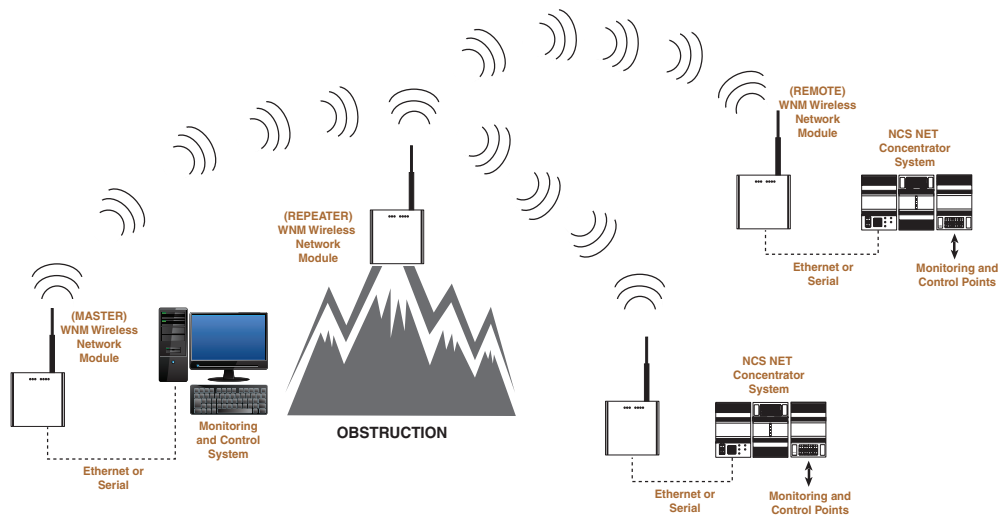 (MASTER)
WNM Wireless
Network
Module
Ethernet or
Serial
Monitoring
and Control
System
(REPEATER)
WNM Wireless
Network
Module
OBSTRUCTION
(REMOTE)
WNM Wireless
Network
Module
NCS NET
Concentrator
System
Ethernet or
Serial
Monitoring and
Control Points
NCS NET
Concentrator
System
Ethernet or
Serial
Monitoring and
Control Points